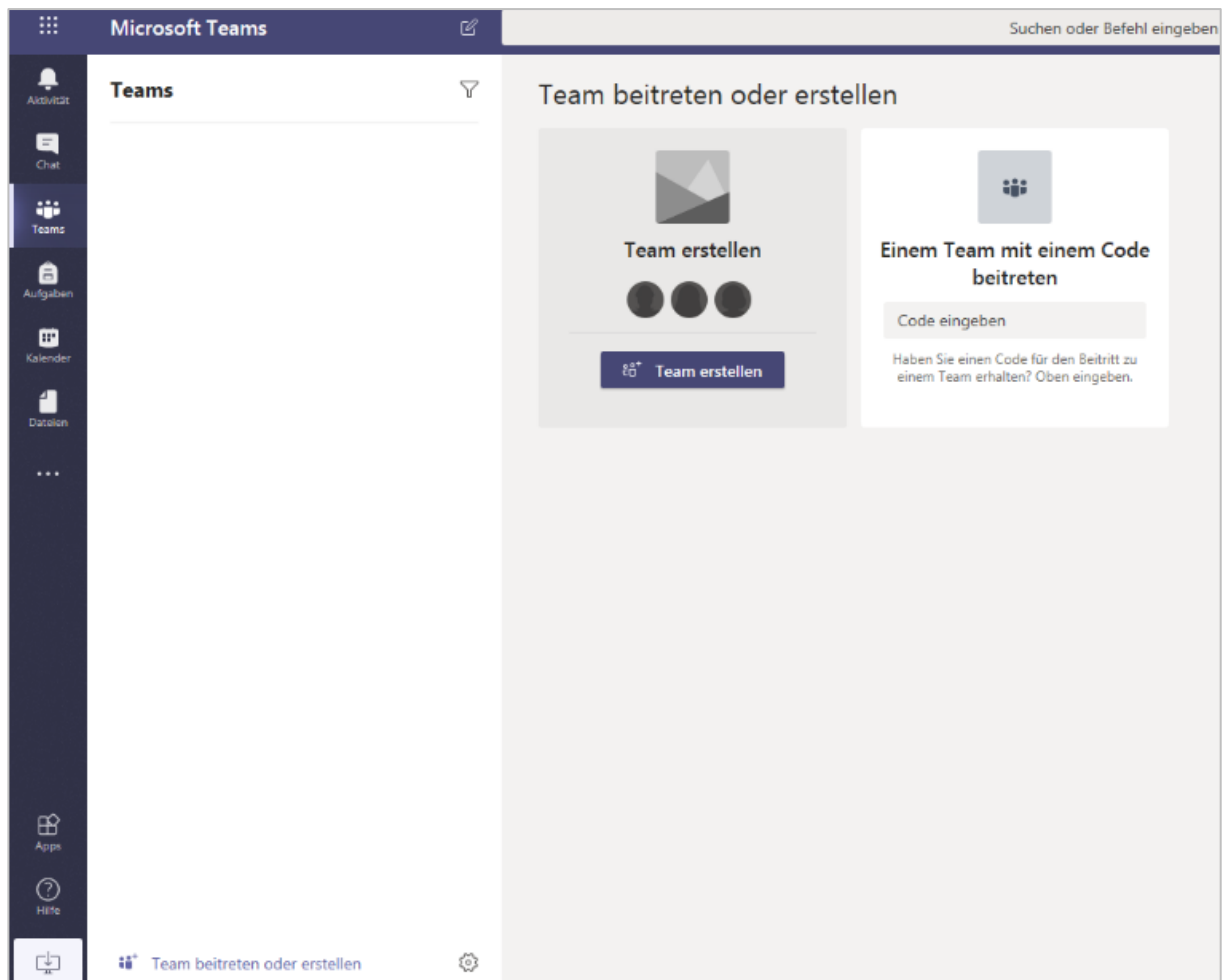 Microsoft Teams
Suchen oder Befehl eingeben
Aktivität
Chat
Teams
Aufgaben
Kalender
Dateien
Apps
Hilfe
Teams
Team beitreten oder erstellen
Team beitreten oder erstellen
Team erstellen
Team erstellen
Einem Team mit einem Code
beitreten
Code eingeben
Haben Sie einen Code für den Beitritt zu
einem Team erhalten? Oben eingeben.